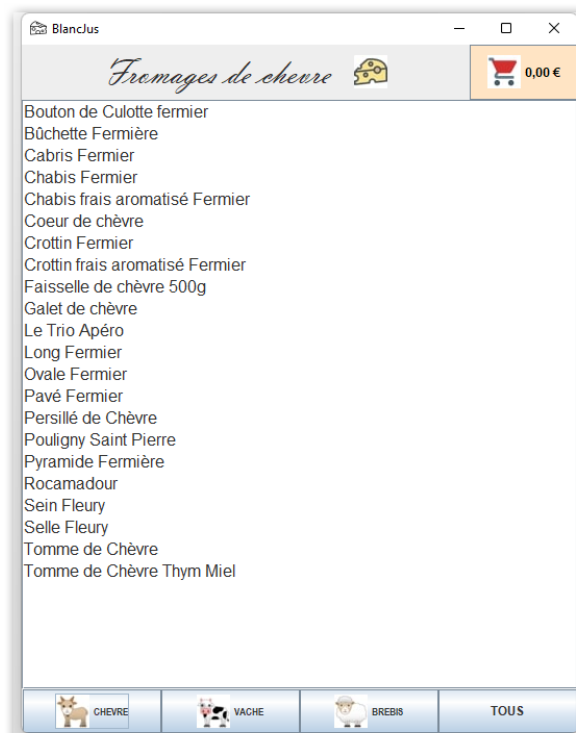 BlancJus
Fromages de chevre
0,00 €
Bouton de Culotte fermier
Bûchette Fermière
Cabris Fermier
Chabis Fermier
Chabis frais aromatisé Fermier
Coeur de chèvre
Crottin Fermier
Crottin frais aromatisé Fermier
Faisselle de chèvre 500g
Galet de chèvre
Le Trio Apéro
Long Fermier
Ovale Fermier
Pavé Fermier
Persillé de Chèvre
Pouligny Saint Pierre
Pyramide Fermière
Rocamadour
Sein Fleury
Selle Fleury
Tomme de Chèvre
Tomme de Chèvre Thym Miel
CHEVRE VACHE BREBIS TOUS